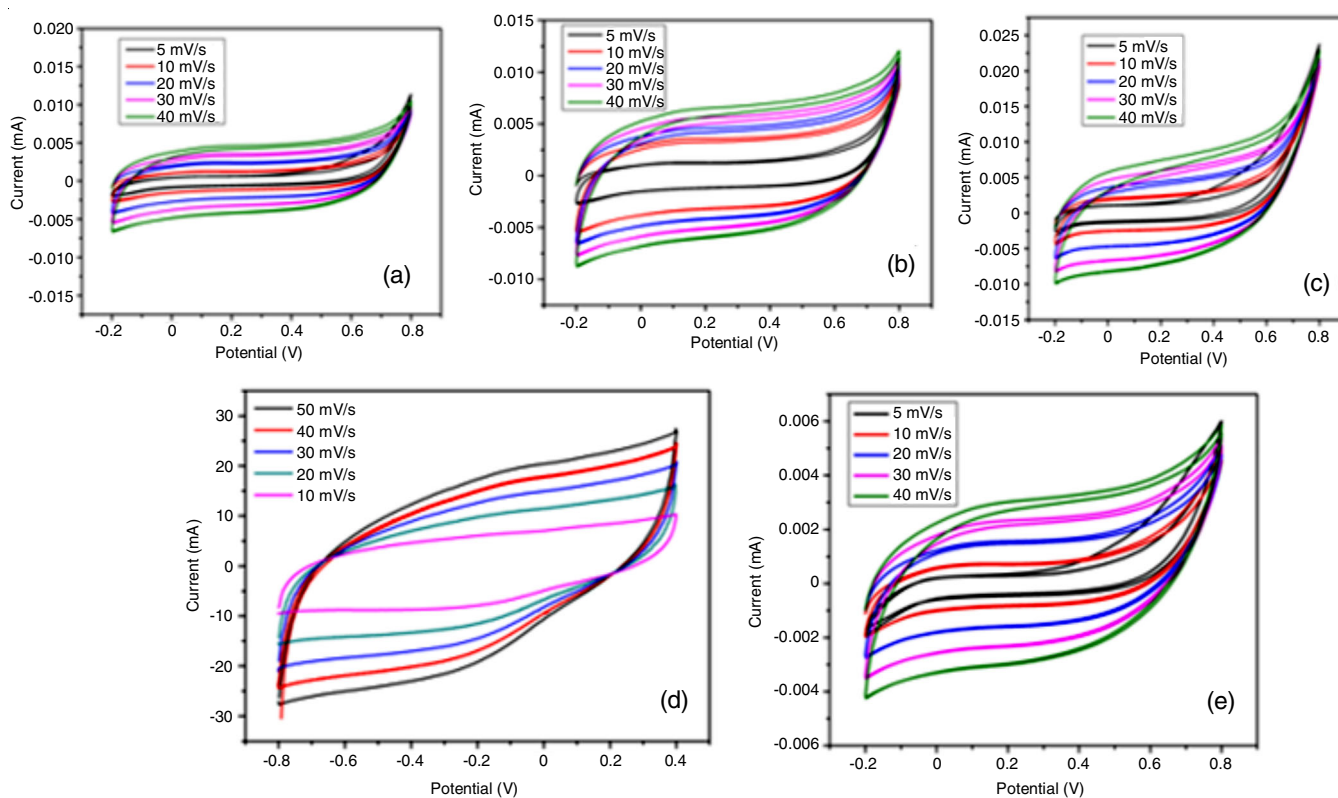 0.020
0.015
0.010
0.005
0
-0.005
-0.010
-0.015
Current (mA)
5 mV/s
10 mV/s
20 mV/s
30 mV/s
40 mV/s
(a)
-0.2 0 0.2 0.4 0.6 0.8
Potential (V)
0.015
0.010
0.005
0
-0.005
-0.010
Current (mA)
5 mV/s
10 mV/s
20 mV/s
30 mV/s
40 mV/s
(b)
-0.2 0 0.2 0.4 0.6 0.8
Potential (V)
0.025
0.020
0.015
0.010
0.005
0
-0.005
-0.010
-0.015
Current (mA)
5 mV/s
10 mV/s
20 mV/s
30 mV/s
40 mV/s
(c)
-0.2 0 0.2 0.4 0.6 0.8
Potential (V)
30
20
10
0
-10
-20
-30
Current (mA)
50 mV/s
40 mV/s
30 mV/s
20 mV/s
10 mV/s
(d)
-0.8 -0.6 -0.4 -0.2 0 0.2 0.4
Potential (V)
0.006
0.004
0.002
0
-0.002
-0.004
-0.006
Current (mA)
5 mV/s
10 mV/s
20 mV/s
30 mV/s
40 mV/s
(e)
-0.2 0 0.2 0.4 0.6 0.8
Potential (V)